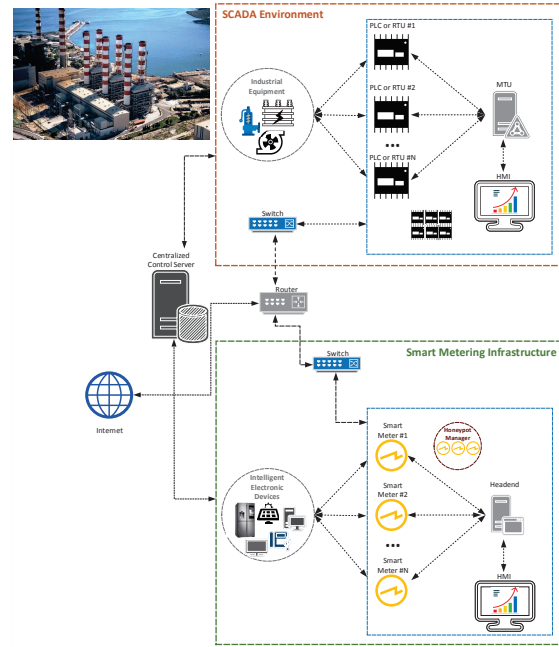 SCADA Environment
PLC or RTU #1
Industrial
Equipment
PLC or RTU #2
MTU
...
PLC or RTU #N
HMI
Switch
Centralized
Control Server
Router
Switch
Smart Metering Infrastructure
Internet
Smart
Meter #1
Honeypot
Manager
Intelligent
Electronic
Devices
Smart
Meter #2
Headend
...
Smart
Meter #N
HMI